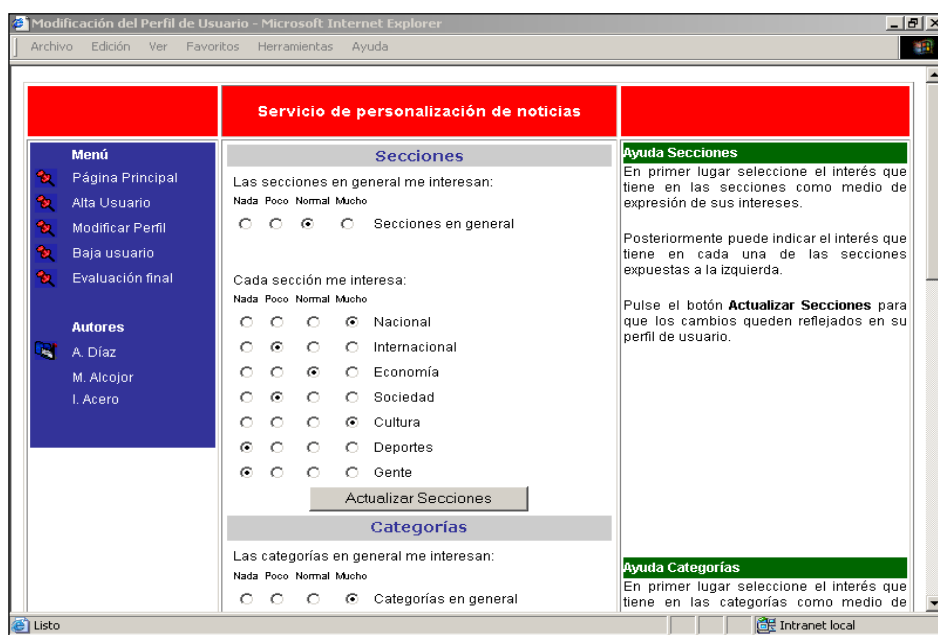 Modificación del Perfil de Usuario - Microsoft Internet Explorer
Archivo Edición Ver Favoritos Herramientas Ayuda
Servicio de personalización de noticias
Menú
Página Principal
Alta Usuario
Modificar Perfil
Baja usuario
Evaluación final
Autores
A. Díaz
M. Alcojor
I. Acero
Secciones
Las secciones en general me interesan:
Nada Poco Normal Mucho
Secciones en general
Cada sección me interesa:
Nada Poco Normal Mucho
Nacional
Internacional
Economía
Sociedad
Cultura
Deportes
Gente
Actualizar Secciones
Categorías
Las categorías en general me interesan:
Nada Poco Normal Mucho
Categorías en general
Ayuda Secciones
En primer lugar seleccione el interés que
tiene en las secciones como medio de
expresión de sus intereses.
Posteriormente puede indicar el interés que
tiene en cada una de las secciones
expuestas a la izquierda.
Pulse el botón Actualizar Secciones para
que los cambios queden reflejados en su
perfil de usuario.
Ayuda Categorías
En primer lugar seleccione el interés que
tiene en las categorías como medio de
Listo
Intranet local